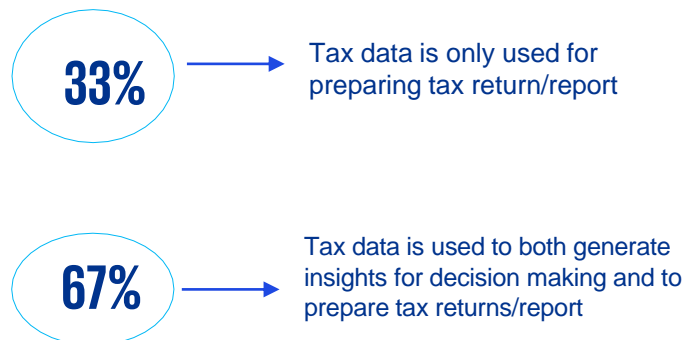 33%
Tax data is only used for
preparing tax return/report
67%
Tax data is used to both generate
insights for decision making and to
prepare tax returns/report